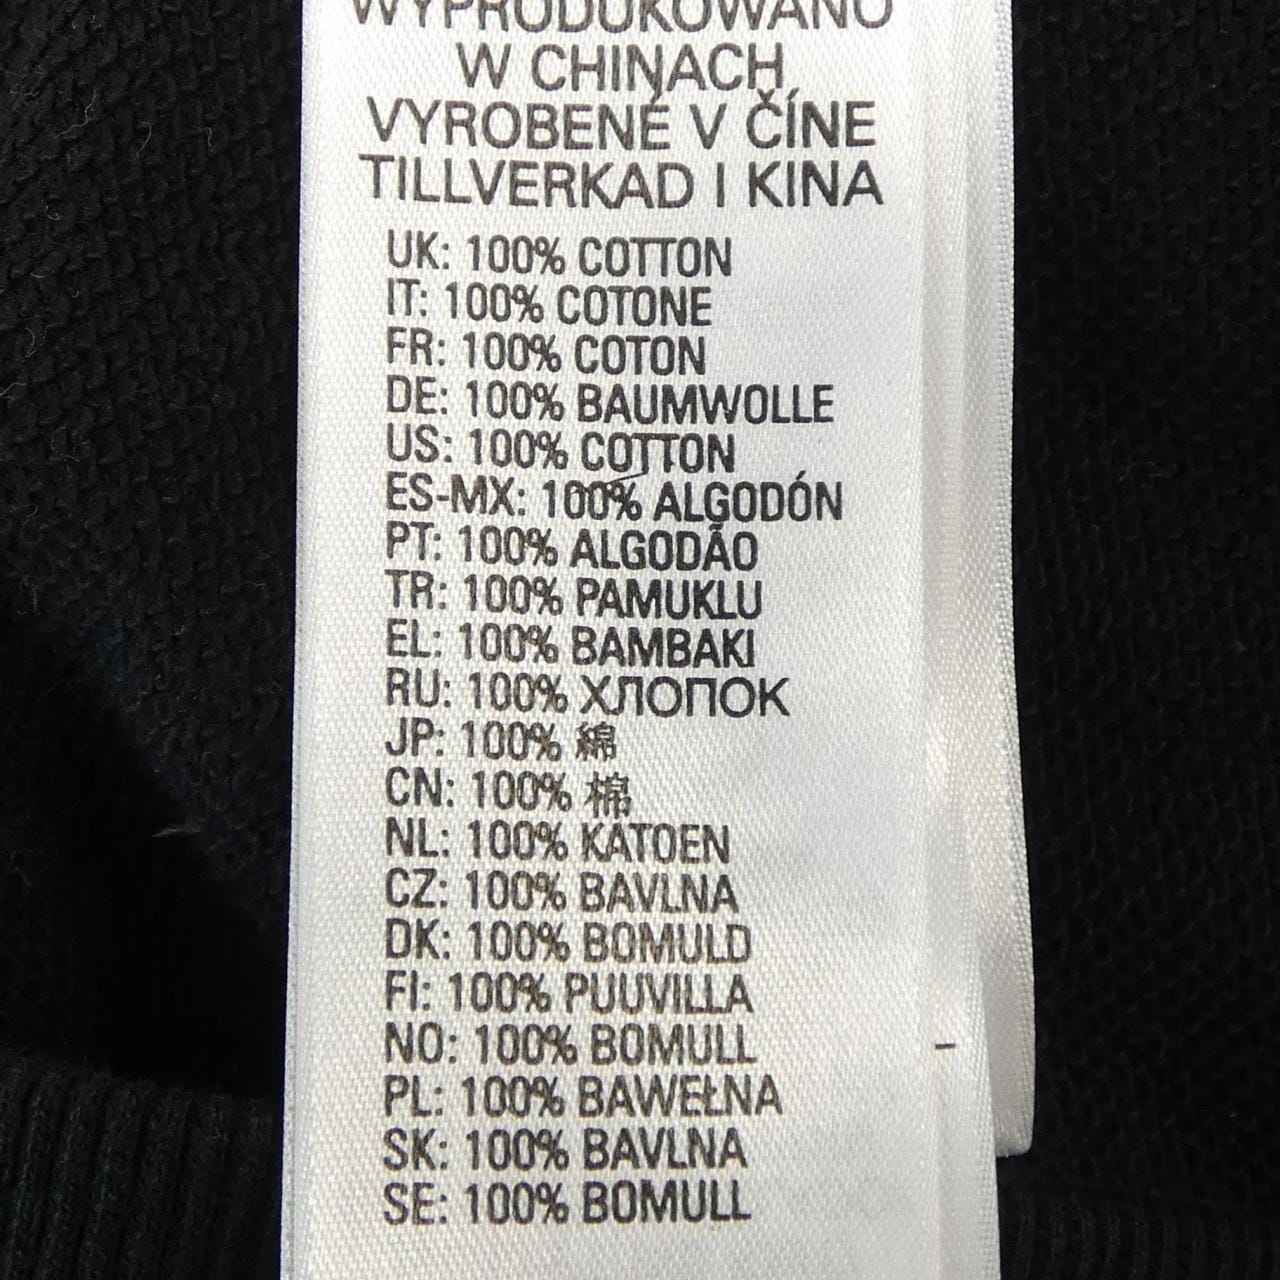 WYPRODUKOWANO
W CHINACH
VYROBENÉ V ČÍNE
TILLVERKAD I KINA
UK: 100% COTTON
IT: 100% COTONE
FR: 100% COTON
DE: 100% BAUMWOLLE
US: 100% COTTON
ES-MX: 100% ALGODÓN
PT: 100% ALGODÃO
TR: 100% PAMUKLU
EL: 100% BAMBAKI
RU: 100% ХЛОПОК
JP: 100% 綿
CN: 100% 棉
NL: 100% KATOEN
CZ: 100% BAVLNA
DK: 100% BOMULD
FI: 100% PUUVILLA
NO: 100% BOMULL
PL: 100% BAWEŁNA
SK: 100% BAVLNA
SE: 100% BOMULL